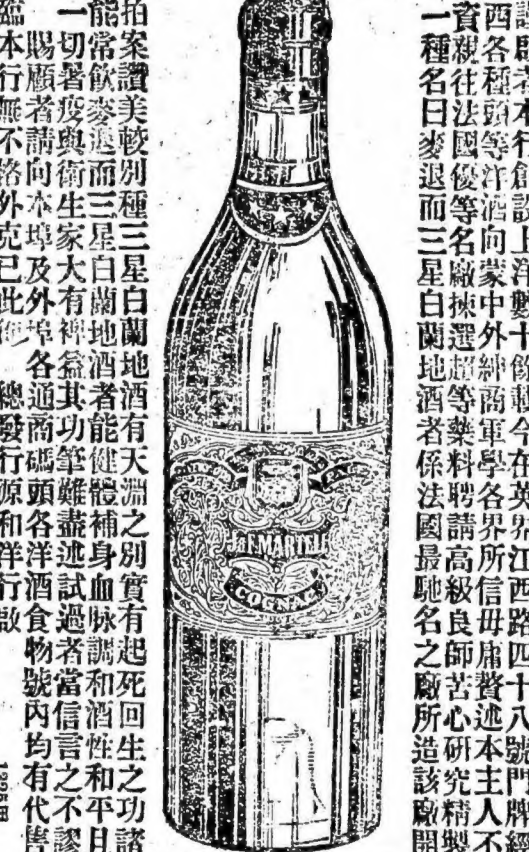 啟者本行創設上海數十餘載今在英界江西路四十八號門牌經
西各種頭等洋酒向蒙中外紳商軍學各界所信毋庸贅述本主人不
資親往法國優等名廠揀選超等藥料聘請高級良師苦心研究精製
一種名曰麥退而三星白蘭地酒者係法國最馳名之廠所造該廠開
J&F. MARTELL
COGNAC
拍案讚美較別種三星白蘭地酒有天淵之別實有起死回生之功諸
能常飲麥退而三星白蘭地酒者能健體補身血脉調和酒性和平日
一切暑疫與衛生家大有裨益其功筆難盡述試過者當信言之不謬
賜顧者請向本埠及外埠各通商碼頭各洋酒食物號內均有代售
臨本行無不格外克己此佈 總發行源和洋行啟